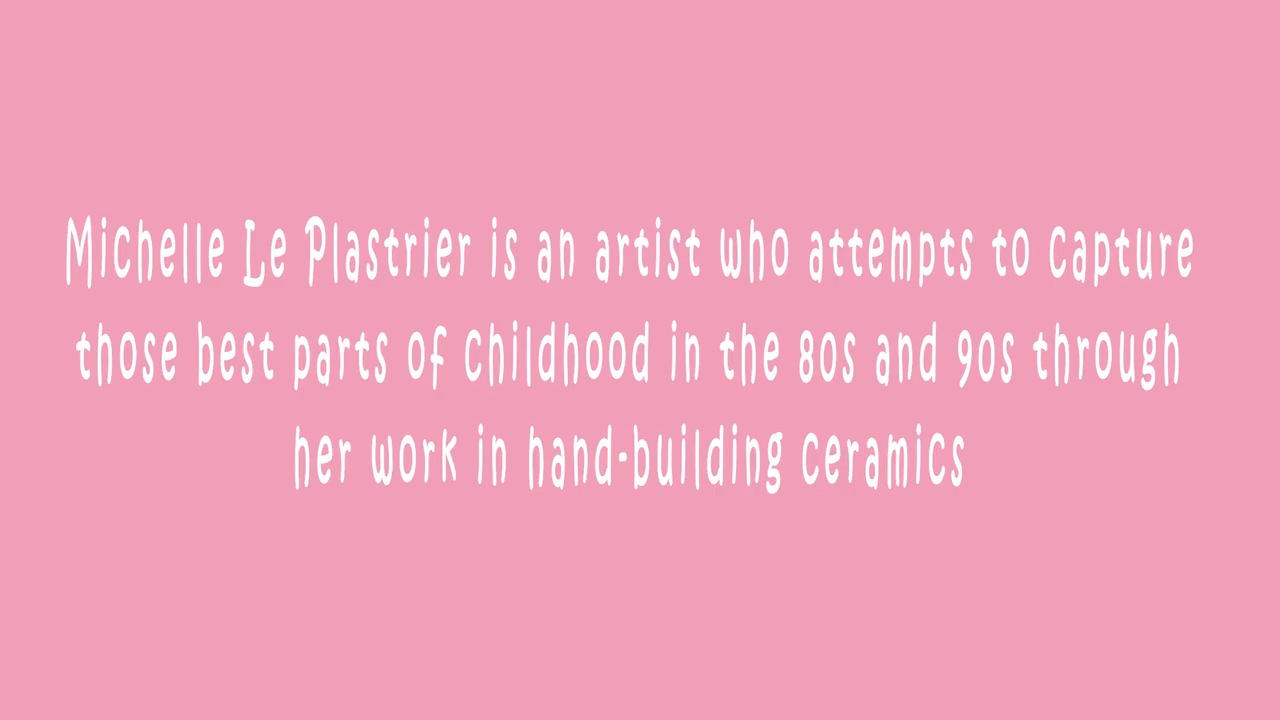 Michelle Le Plastrier is an artist who attempts to capture
those best parts of childhood in the 80s and 90s through
her work in hand-building ceramics